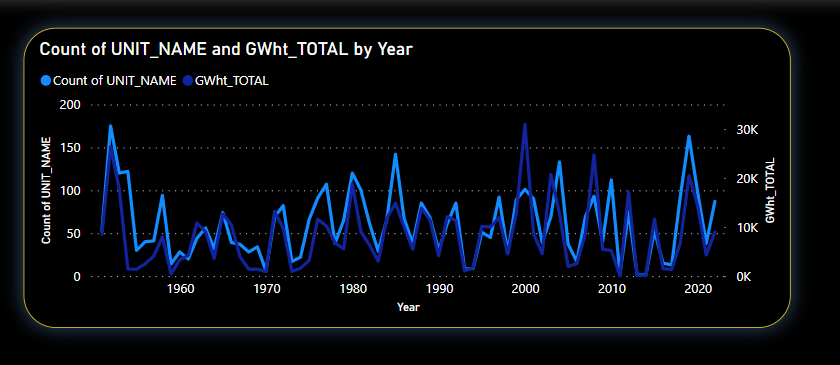 Count of UNIT_NAME and GWht_TOTAL by Year
Count of UNIT_NAME GWht_TOTAL
200
150
100
50
0
Count of UNIT_NAME
30K
20K
10K
0K
GWht_TOTAL
1960 1970 1980 1990 2000 2010 2020
Year